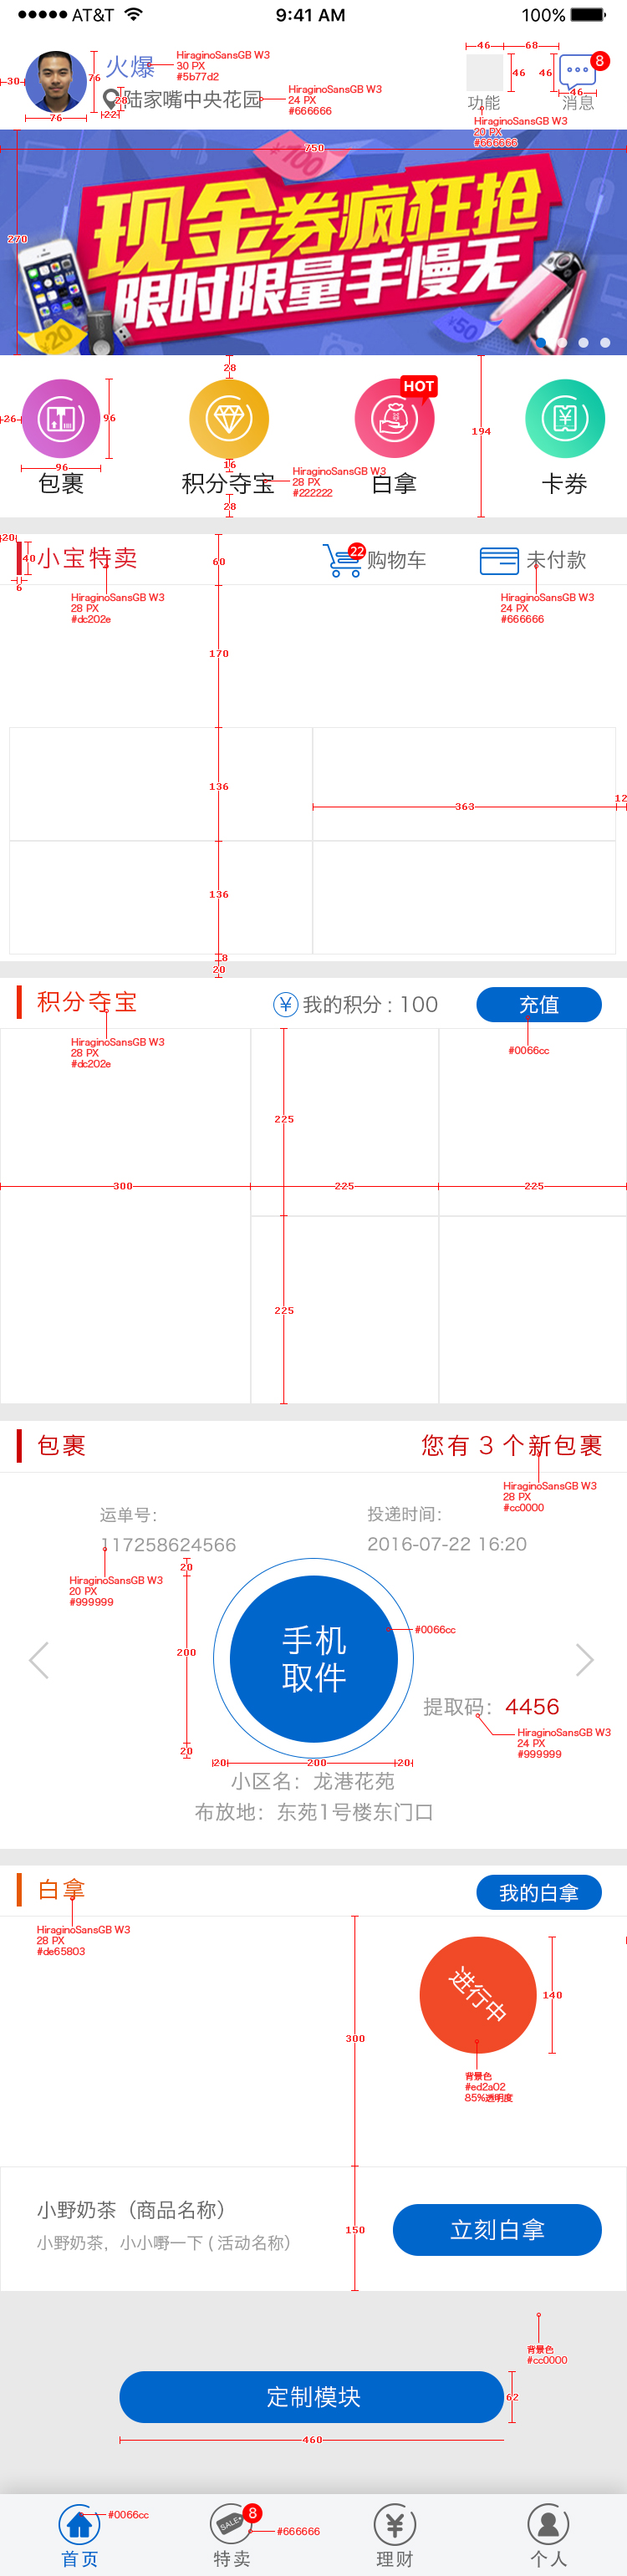 AT&T 9:41 AM 100%
火爆
HiraginoSansGB W3
30 PX
#5b77d2
46 68
8
30 76 46 46
28 陆家嘴中央花园
HiraginoSansGB W3
24 PX
#666666
22
76
46
功能 消息
HiraginoSansGB W3
20 PX
#666666
750
¥100
270
现金券疯狂抢
限时限量手慢无
¥20 ¥50
28
HOT
26 96 194
96 16
包裹 积分夺宝 白拿 卡券
HiraginoSansGB W3
28 PX
#222222
28
20
40 小宝特卖 60 22 购物车 未付款
6
HiraginoSansGB W3
28 PX
#dc202e
HiraginoSansGB W3
24 PX
#666666
170
136
363 12
136
8
20
积分夺宝 ¥ 我的积分 : 100 充值
HiraginoSansGB W3
28 PX
#dc202e
#0066cc
225
300 225 225
225
包裹 您有 3 个新包裹
HiraginoSansGB W3
28 PX
#cc0000
运单号: 投递时间:
117258624566 2016-07-22 16:20
HiraginoSansGB W3
20 PX
#999999
20
200
手机
取件
#0066cc
提取码: 4456
HiraginoSansGB W3
24 PX
#999999
20
20 200 20
小区名: 龙港花苑
布放地: 东苑1号楼东门口
白拿 我的白拿
HiraginoSansGB W3
28 PX
#de65803
进行中
140
300
背景色
#ed2a02
85%透明度
小野奶茶（商品名称）
小野奶茶，小小嘢一下 ( 活动名称）
150
立刻白拿
背景色
#cc0000
定制模块
62
460
#0066cc
SALE
8
#666666
首页 特卖 理财 个人